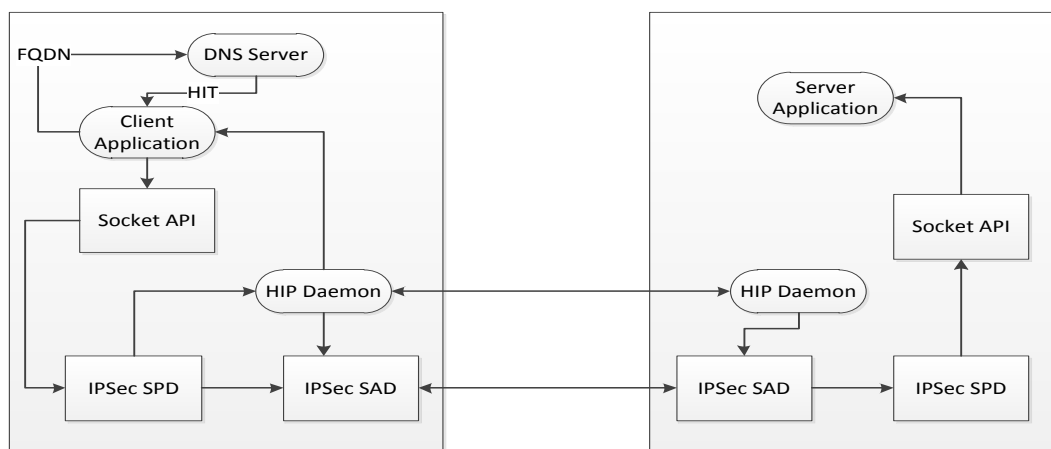 FQDN
DNS Server
HIT
Client
Application
Socket API
HIP Daemon
IPSec SPD
IPSec SAD
Server
Application
Socket API
HIP Daemon
IPSec SAD
IPSec SPD